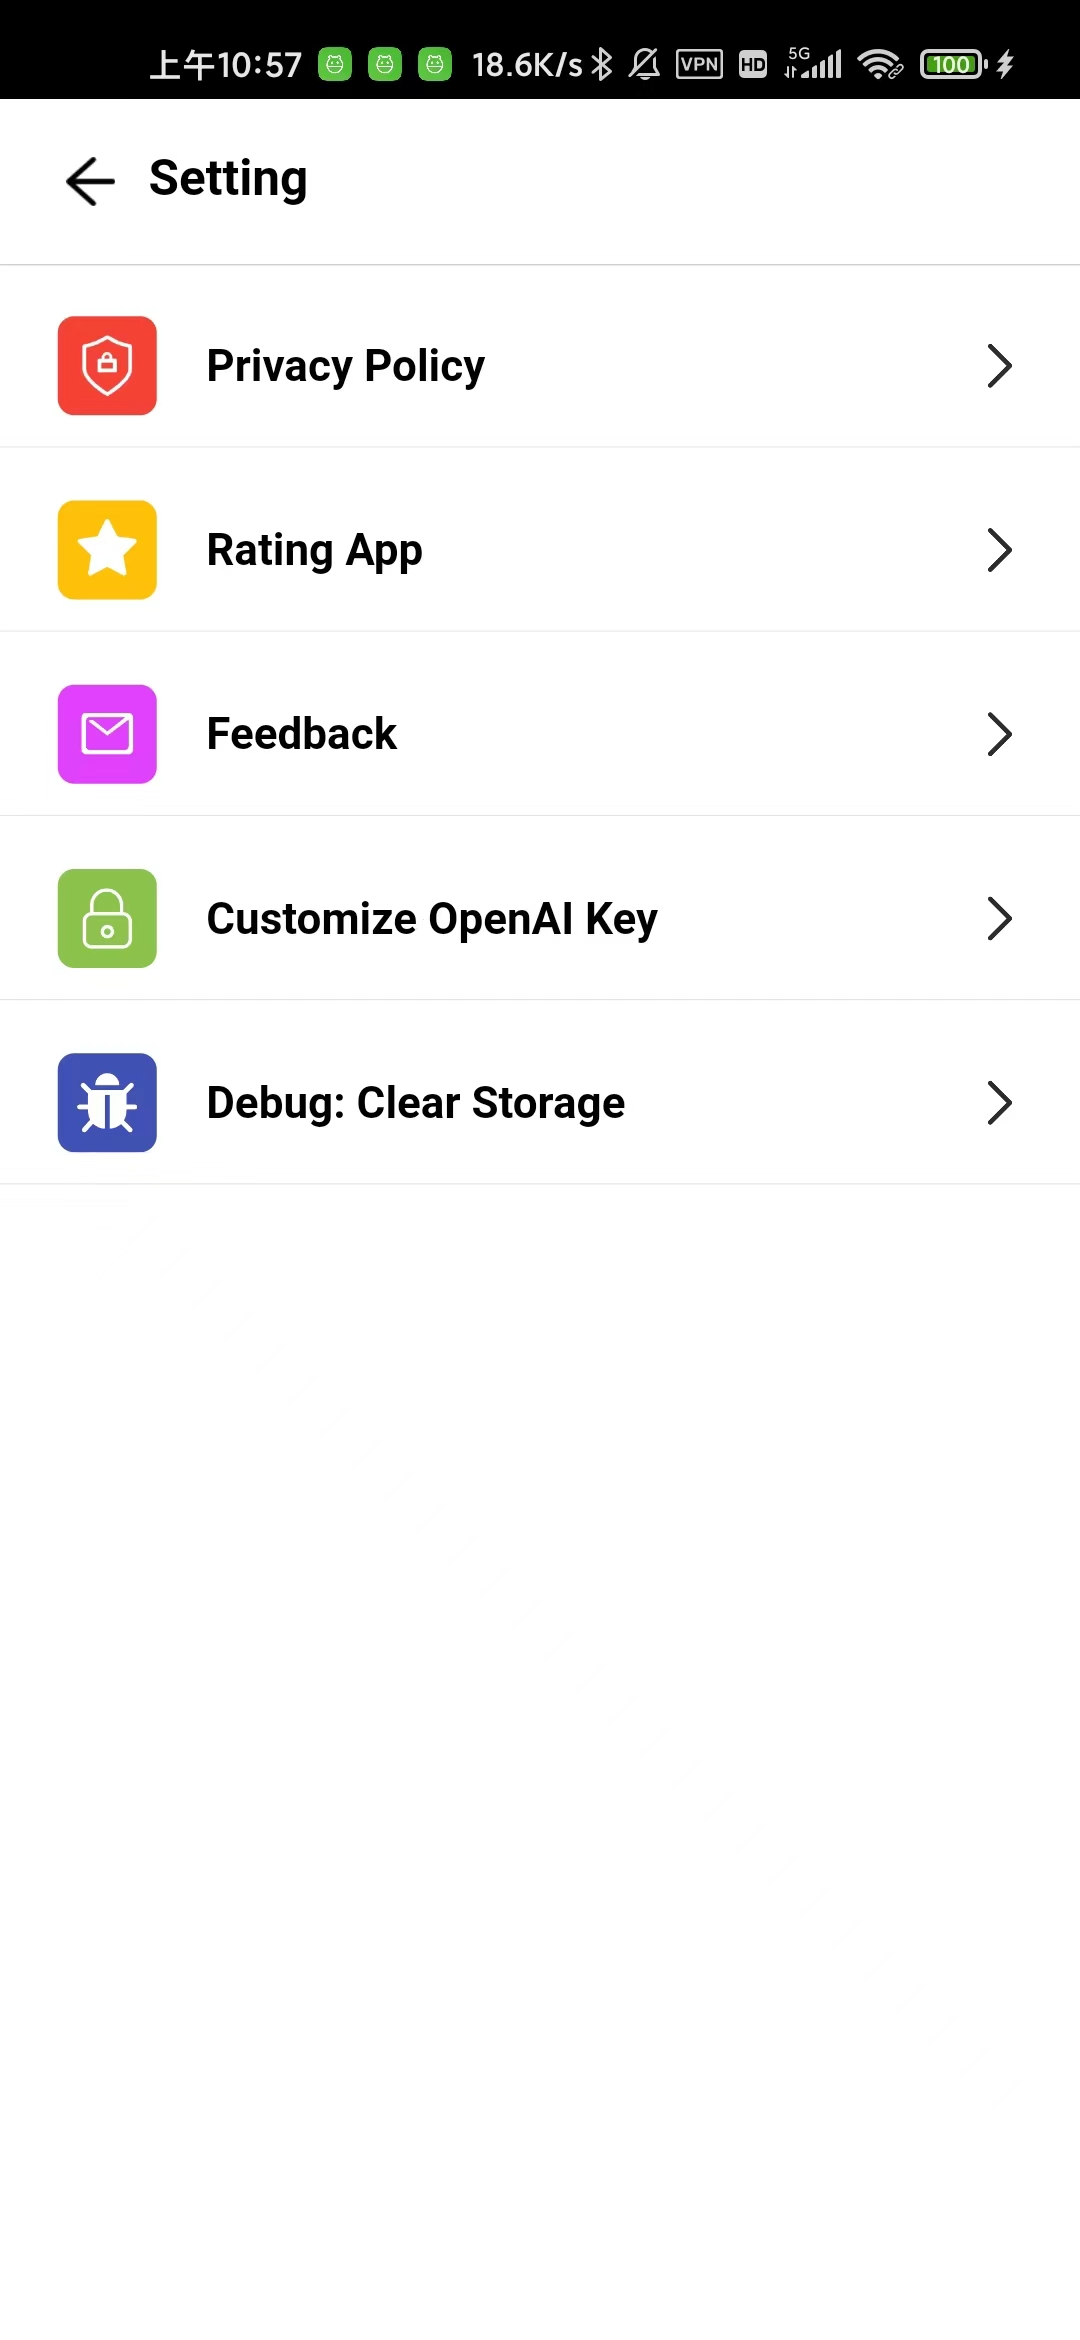 上午10:57 18.6K/s VPN HD 5G 100
Setting
Privacy Policy
Rating App
Feedback
Customize OpenAI Key
Debug: Clear Storage